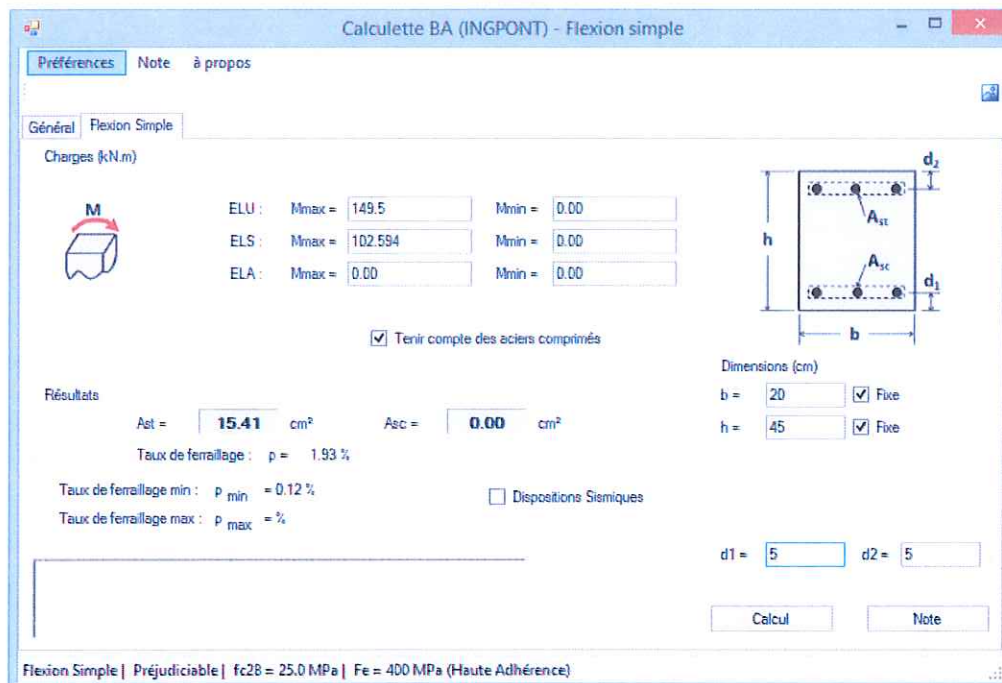 Calculette BA (INGPONT) - Flexion simple
Préférences Note à propos
Général Flexion Simple
Charges (kN.m)
M
ELU : Mmax = 149.5 Mmin = 0.00
ELS : Mmax = 102.594 Mmin = 0.00
ELA : Mmax = 0.00 Mmin = 0.00
Tenir compte des aciers comprimés
d2
Ast
h
Asc
d1
b
Dimensions (cm)
b = 20 Fixe
h = 45 Fixe
Résultats
Ast = 15.41 cm² Asc = 0.00 cm²
Taux de ferraillage : p = 1.93 %
Taux de ferraillage min : p min = 0.12 %
Dispositions Sismiques
Taux de ferraillage max : p max = %
d1 = 5 d2 = 5
Calcul Note
Flexion Simple | Préjudiciable | fc28 = 25.0 MPa | Fe = 400 MPa (Haute Adhérence)